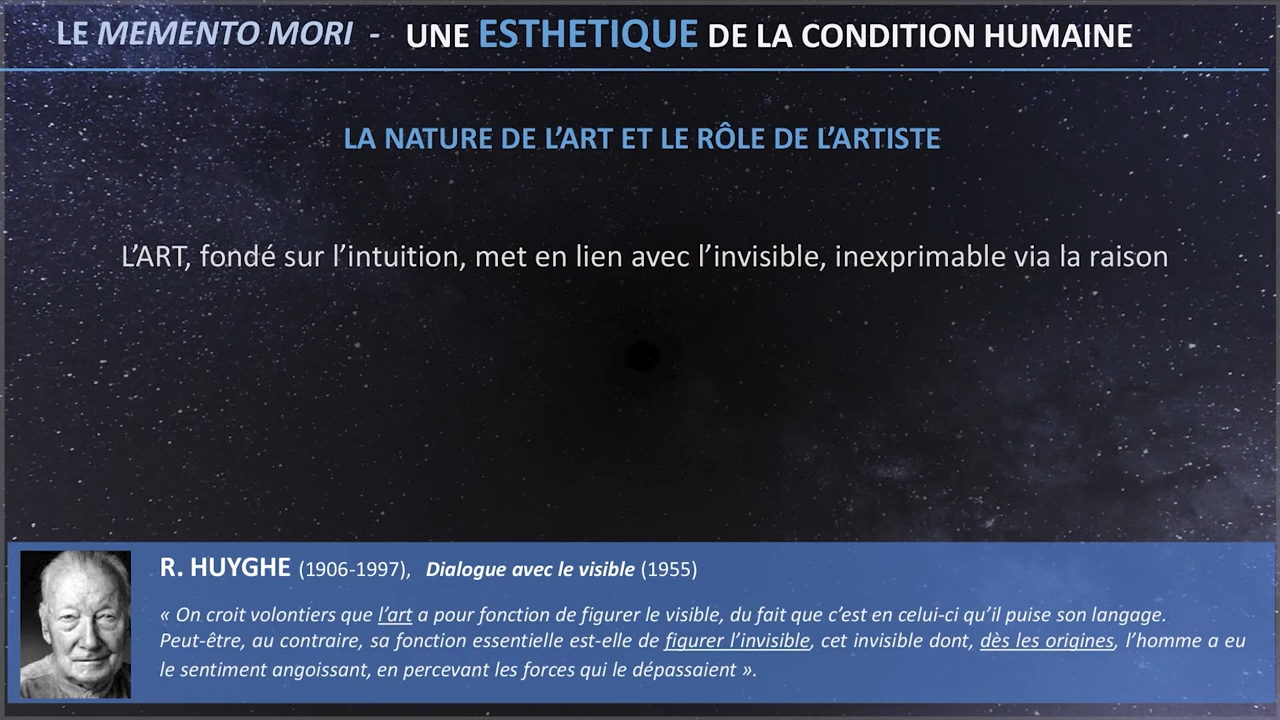 LE MEMENTO MORI - UNE ESTHETIQUE DE LA CONDITION HUMAINE
LA NATURE DE L’ART ET LE RÔLE DE L’ARTISTE
L’ART, fondé sur l’intuition, met en lien avec l’invisible, inexprimable via la raison
R. HUYGHE (1906-1997), Dialogue avec le visible (1955)
« On croit volontiers que l’art a pour fonction de figurer le visible, du fait que c’est en celui-ci qu’il puise son langage.
Peut-être, au contraire, sa fonction essentielle est-elle de figurer l’invisible, cet invisible dont, dès les origines, l’homme a eu
le sentiment angoissant, en percevant les forces qui le dépassaient ».